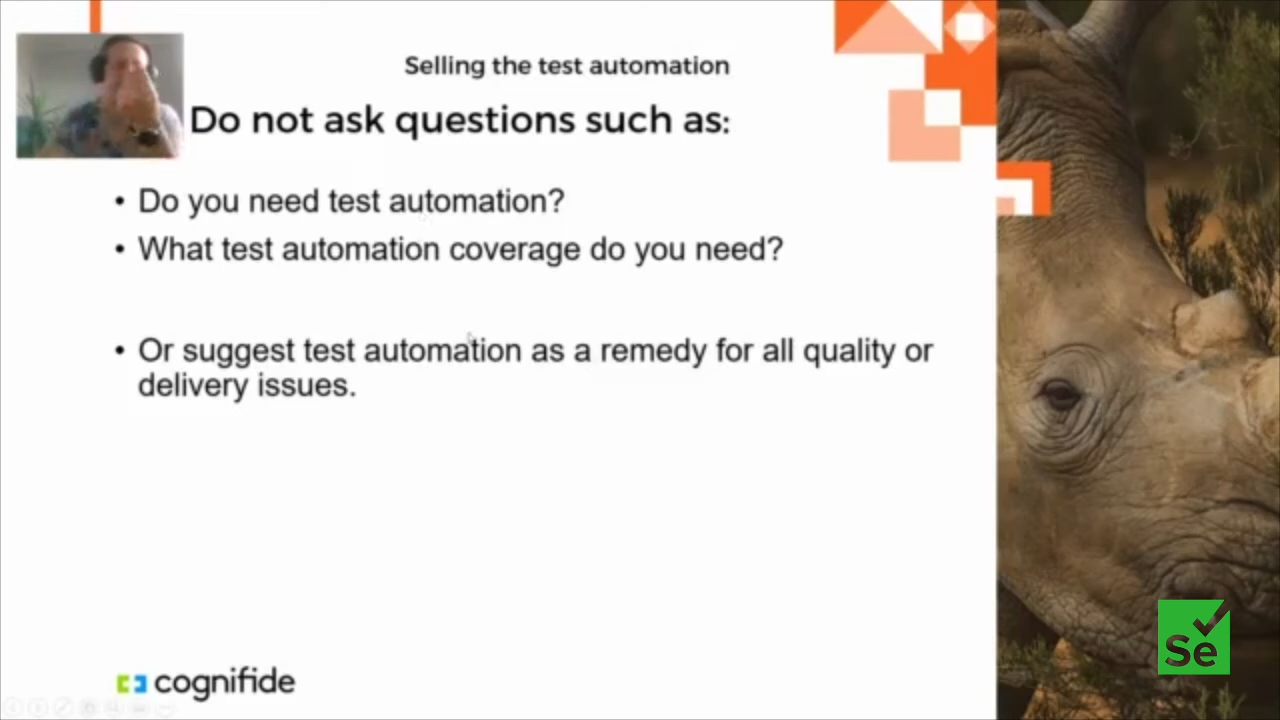 Selling the test automation
Do not ask questions such as:
• Do you need test automation?
• What test automation coverage do you need?
• Or suggest test automation as a remedy for all quality or
delivery issues.
cognifide
Se